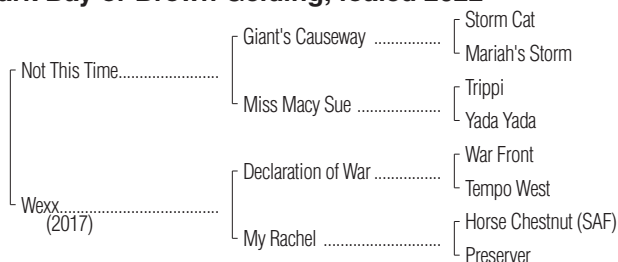 Dark Bay or Brown Gelding; foaled 2022
Storm Cat
Giant's Causeway ................
Mariah's Storm
Not This Time........................
Trippi
Miss Macy Sue ....................
Yada Yada
War Front
Declaration of War ................
Tempo West
Wexx......................................
(2017)
Horse Chestnut (SAF)
My Rachel ............................
Preserver